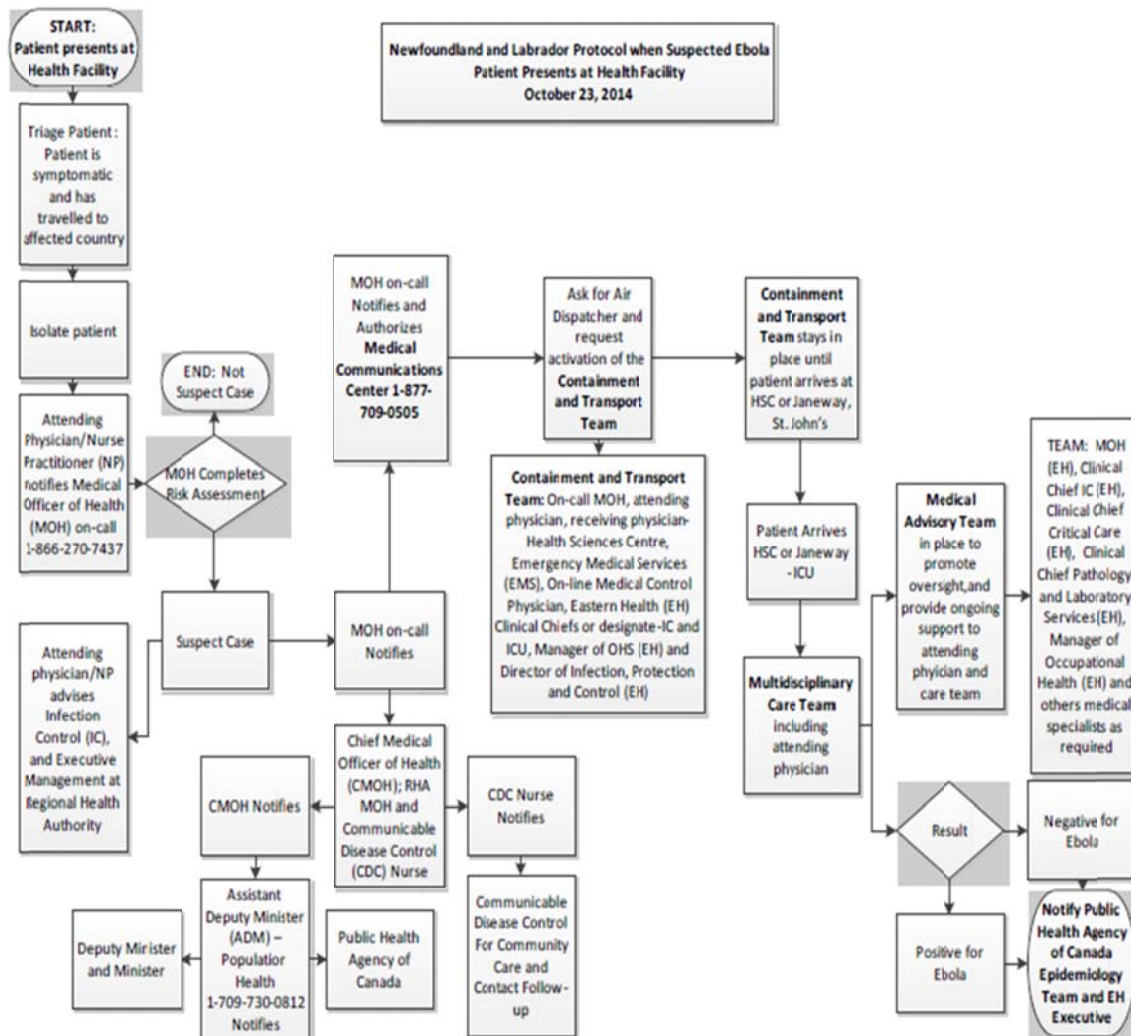 START:
Patient presents at
Health Facility
Newfoundland and Labrador Protocol when Suspected Ebola
Patient Presents at Health Facility
October 23, 2014
Triage Patient :
Patient is
symptomatic
and has
travelled to
affected country
Isolate patient
Attending
Physician/Nurse
Practitioner (NP)
notifies Medical
Officer of Health
(MOH) on-call
1-866-270-7437
END: Not
Suspect Case
MOH Completes
Risk Assessment
Suspect Case
Attending
physician/NP
advises
Infection
Control (IC),
and Executive
Management at
Regional Health
Authority
MOH on-call
Notifies
MOH on-call
Notifies and
Authorizes
Medical
Communications
Center 1-877-
709-0505
Ask for Air
Dispatcher and
request
activation of the
Containment
and Transport
Team
Containment and Transport
Team: On-call MOH, attending
physician, receiving physician-
Health Sciences Centre,
Emergency Medical Services
(EMS), On-line Medical Control
Physician, Eastern Health (EH)
Clinical Chiefs or designate-IC and
ICU, Manager of OHS (EH) and
Director of Infection, Protection
and Control (EH)
Containment
and Transport
Team stays in
place until
patient arrives at
HSC or Janeway,
St. John's
Patient Arrives
HSC or Janeway
-ICU
Multidisciplinary
Care Team
including
attending
physician
Medical
Advisory Team
in place to
promote
oversight,and
provide ongoing
support to
attending
phyician and
care team
TEAM: MOH
(EH), Clinical
Chief IC (EH),
Clinical Chief
Critical Care
(EH), Clinical
Chief Pathology
and Laboratory
Services(EH),
Manager of
Occupational
Health (EH) and
others medical
specialists as
required
Result
Negative for
Ebola
Positive for
Ebola
Notify Public
Health Agency
of Canada
Epidemiology
Team and EH
Executive
Chief Medical
Officer of Health
(CMOH); RHA
MOH and
Communicable
Disease Control
(CDC) Nurse
CMOH Notifies
CDC Nurse
Notifies
Assistant
Deputy Minister
(ADM) –
Population
Health
1-709-730-0812
Notifies
Deputy Minister
and Minister
Public Health
Agency of
Canada
Communicable
Disease Control
For Community
Care and
Contact Follow-
up